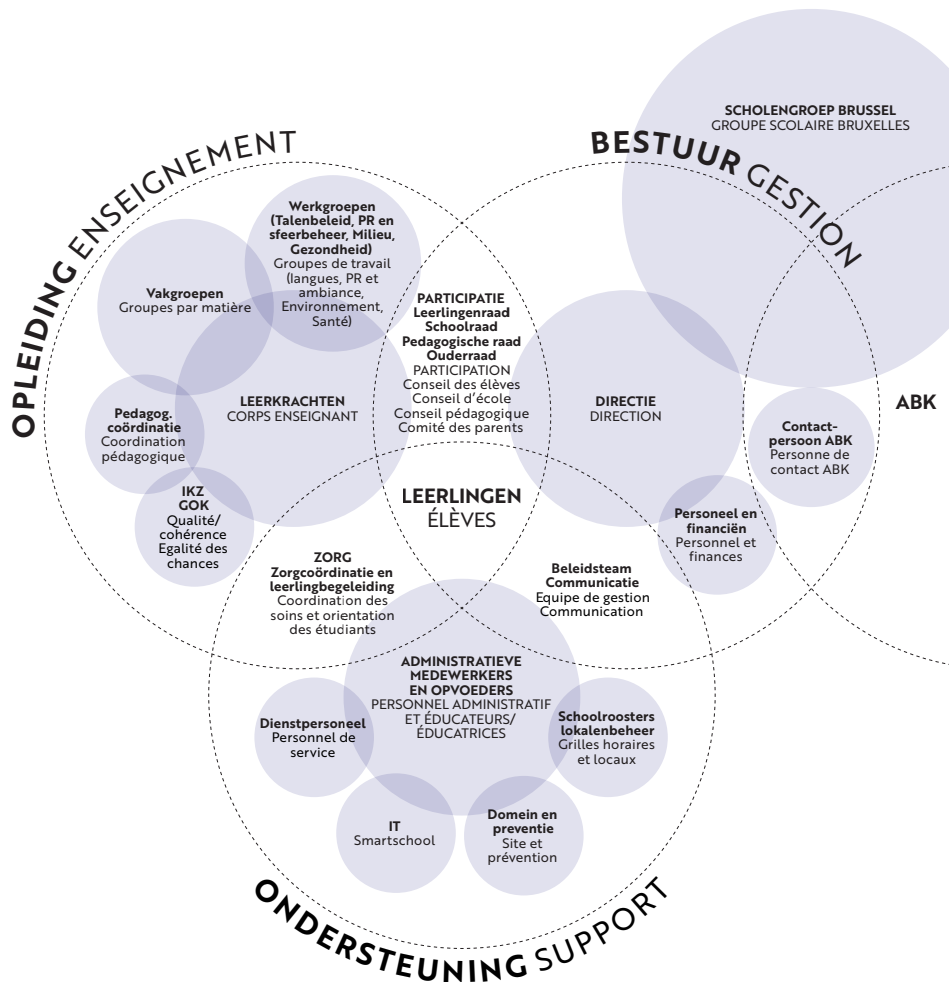 SCHOLENGROEP BRUSSEL
GROUPE SCOLAIRE BRUXELLES
OPLEIDING ENSEIGNEMENT
BESTUUR GESTION
Werkgroepen
(Talenbeleid, PR en
sfeerbeheer, Milieu,
Gezondheid)
Groupes de travail
(langues, PR et
ambiance,
Environnement,
Santé)
Vakgroepen
Groupes par matière
PARTICIPATIE
Leerlingenraad
Schoolraad
Pedagogische raad
Ouderraad
PARTICIPATION
Conseil des élèves
Conseil d'école
Conseil pédagogique
Comité des parents
LEERKRACHTEN
CORPS ENSEIGNANT
DIRECTIE
DIRECTION
ABK
Pedagog.
coördinatie
Coordination
pédagogique
Contact-
persoon ABK
Personne de
contact ABK
IKZ
GOK
Qualité/
cohérence
Egalité des
chances
LEERLINGEN
ÉLÈVES
Personeel en
financiën
Personnel et
finances
ZORG
Zorgcoördinatie en
leerlingbegeleiding
Coordination des
soins et orientation
des étudiants
Beleidsteam
Communicatie
Equipe de gestion
Communication
ADMINISTRATIEVE
MEDEWERKERS
EN OPVOEDERS
PERSONNEL ADMINISTRATIF
ET ÉDUCATEURS/
ÉDUCATRICES
Dienstpersoneel
Personnel de
service
Schoolroosters
lokalenbeheer
Grilles horaires
et locaux
IT
Smartschool
Domein en
preventie
Site et
prévention
ONDERSTEUNING SUPPORT